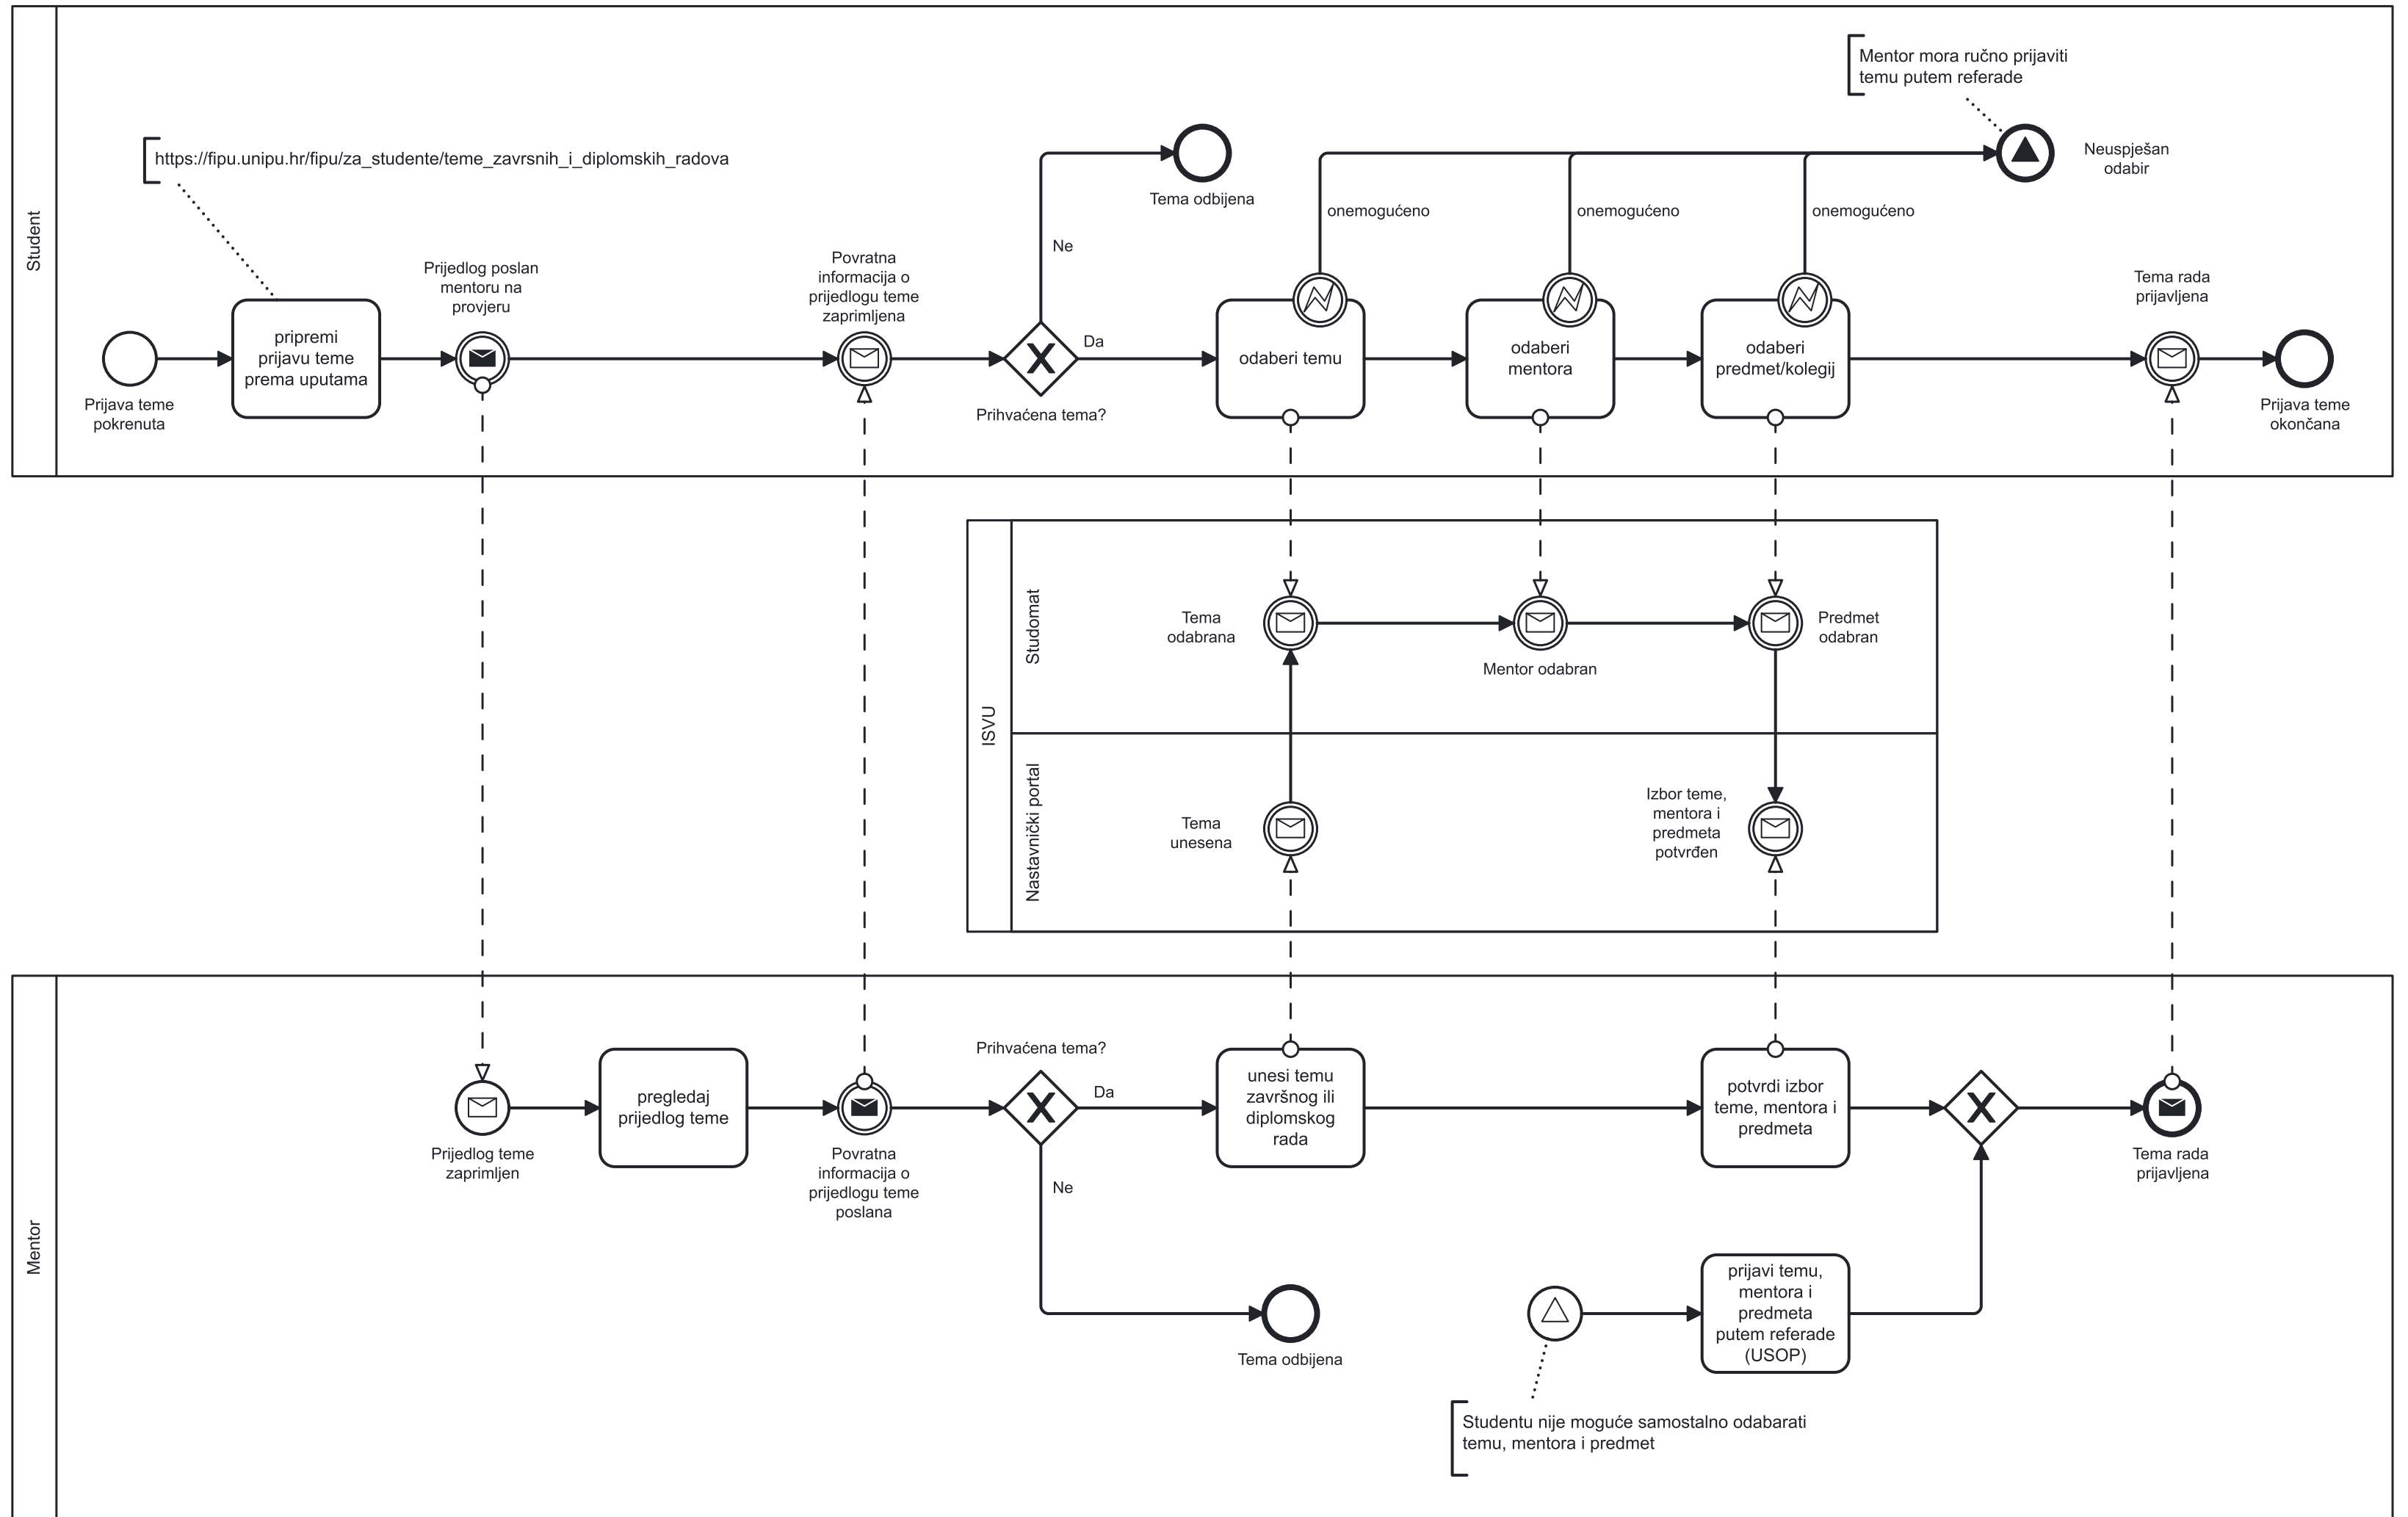 Student
Mentor mora ručno prijaviti
temu putem referade
https://fipu.unipu.hr/fipu/za_studente/teme_zavrsnih_i_diplomskih_radova
Tema odbijena
Neuspješan
odabir
onemogućeno
onemogućeno
onemogućeno
Ne
Prijedlog poslan
mentoru na
provjeru
Povratna
informacija o
prijedlogu teme
zaprimljena
Tema rada
prijavljena
Prijava teme
pokrenuta
pripremi
prijavu teme
prema uputama
Da
Prihvaćena tema?
odaberi temu
odaberi
mentora
odaberi
predmet/kolegij
Prijava teme
okončana
ISVU
Studomat
Tema
odabrana
Mentor odabran
Predmet
odabran
Nastavnički portal
Tema
unesena
Izbor teme,
mentora i
predmeta
potvrđen
Mentor
Prijedlog teme
zaprimljen
pregledaj
prijedlog teme
Povratna
informacija o
prijedlogu teme
poslana
Prihvaćena tema?
Da
Ne
unesi temu
završnog ili
diplomskog
rada
potvrdi izbor
teme, mentora i
predmeta
Tema rada
prijavljena
Tema odbijena
prijavi temu,
mentora i
predmeta
putem referade
(USOP)
Studentu nije moguće samostalno odabarati
temu, mentora i predmet